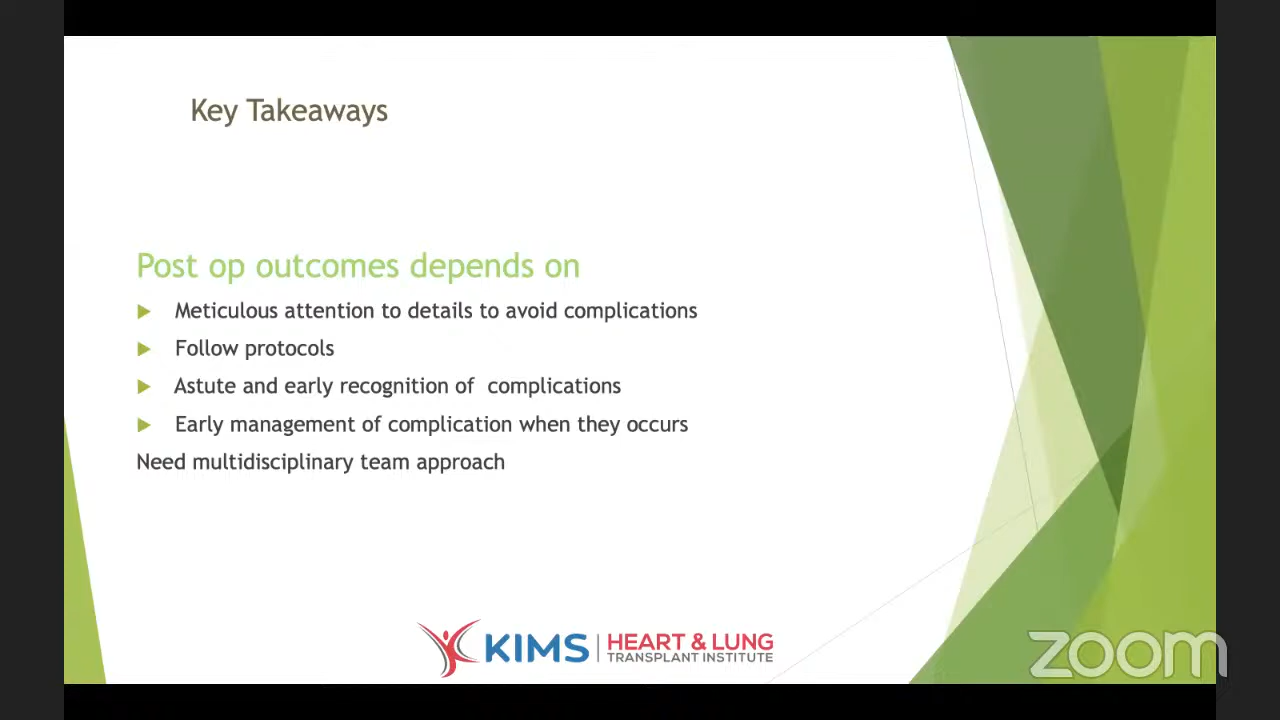 Key Takeaways
Post op outcomes depends on
Meticulous attention to details to avoid complications
Follow protocols
Astute and early recognition of complications
Early management of complication when they occurs
Need multidisciplinary team approach
KIMS HEART & LUNG
TRANSPLANT INSTITUTE
zoom